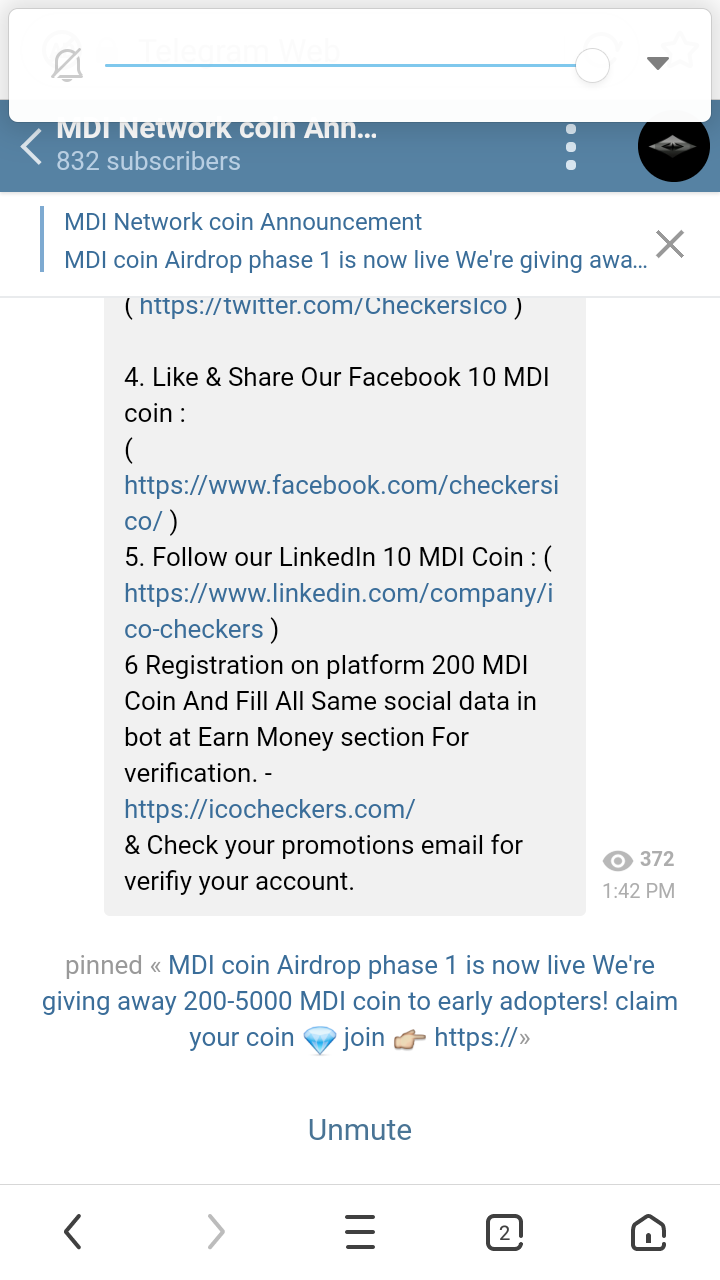 Telegram Web
MDI Network coin Ann...
832 subscribers
MDI Network coin Announcement
MDI coin Airdrop phase 1 is now live We're giving awa...
( https://twitter.com/CheckersIco )
4. Like & Share Our Facebook 10 MDI
coin :
(
https://www.facebook.com/checkersi
co/ )
5. Follow our LinkedIn 10 MDI Coin : (
https://www.linkedin.com/company/i
co-checkers )
6 Registration on platform 200 MDI
Coin And Fill All Same social data in
bot at Earn Money section For
verification. -
https://icocheckers.com/
& Check your promotions email for
verifiy your account.
372
1:42 PM
pinned « MDI coin Airdrop phase 1 is now live We're
giving away 200-5000 MDI coin to early adopters! claim
your coin 💎 join 👉 https://»
Unmute
2